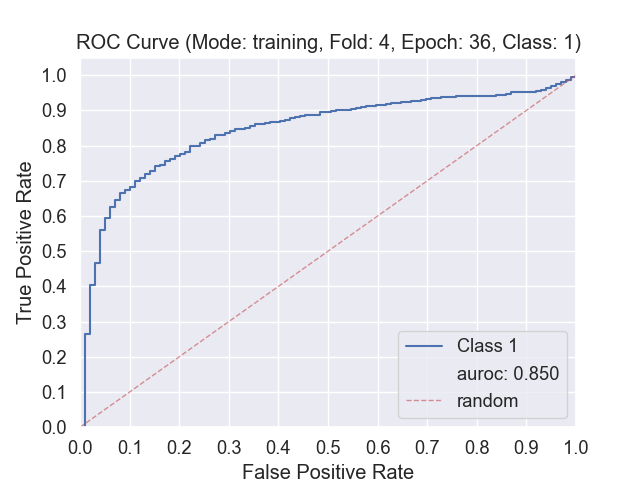 ROC Curve (Mode: training, Fold: 4, Epoch: 36, Class: 1)
1.0
0.9
0.8
0.7
0.6
0.5
0.4
0.3
0.2
0.1
0.0
True Positive Rate
Class 1
auroc: 0.850
random
0.0 0.1 0.2 0.3 0.4 0.5 0.6 0.7 0.8 0.9 1.0
False Positive Rate